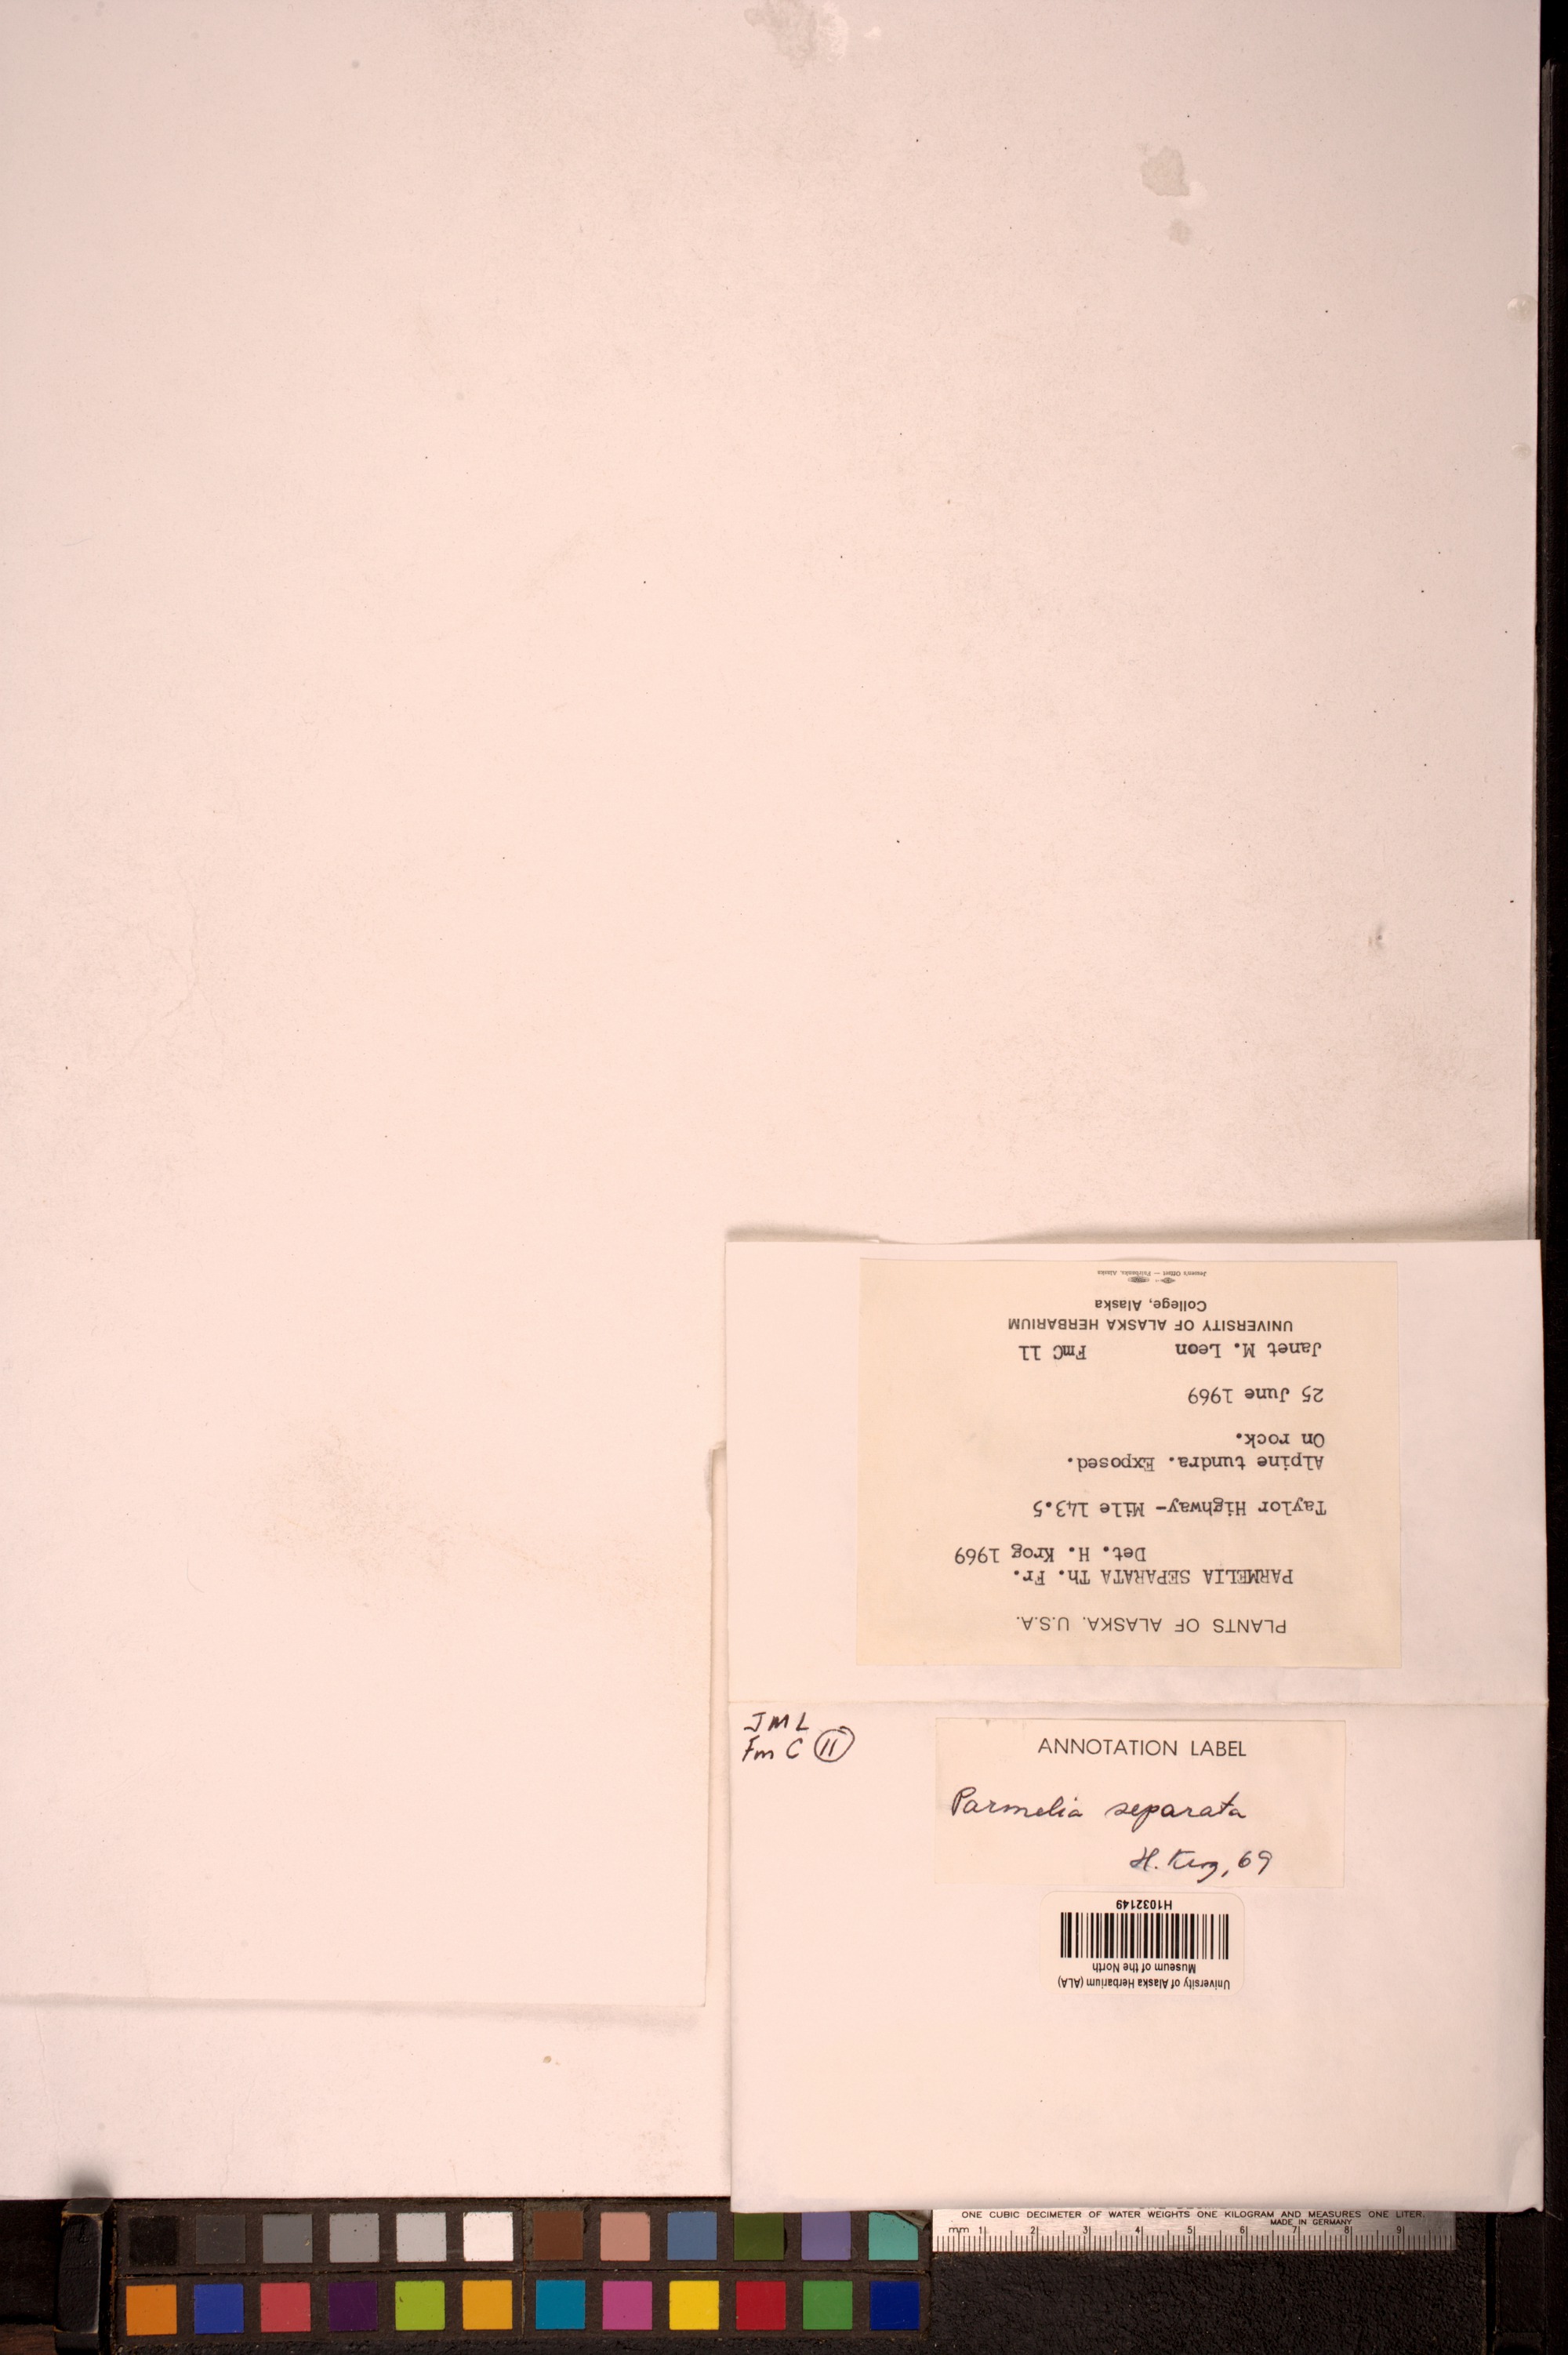 PLANTS OF ALASKA, U.S.A.
PARMELIA SEPARATA Th. Fr.
Det. H. Krog 1969
Taylor Highway- Mile 143.5
Alpine tundra. Exposed.
On rock.
25 June 1969
Janet M. Leon FmC 11
UNIVERSITY OF ALASKA HERBARIUM
College, Alaska
Jessen's Offset — Fairbanks, Alaska
JML
Fm C 11
ANNOTATION LABEL
Parmelia separata
H. Krog, 69
University of Alaska Herbarium (ALA)
Museum of the North
H1032149
ONE CUBIC DECIMETER OF WATER WEIGHTS ONE KILOGRAM AND MEASURES ONE LITER.
MADE IN GERMANY
mm 1 2 3 4 5 6 7 8 9